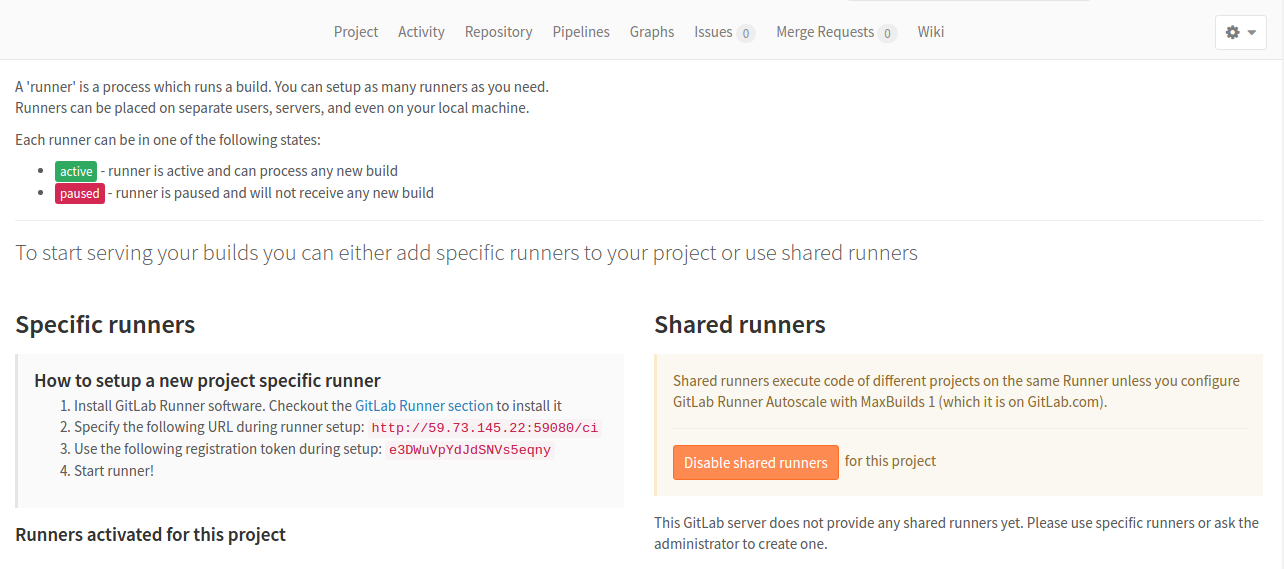 Project Activity Repository Pipelines Graphs Issues 0 Merge Requests 0 Wiki
A 'runner' is a process which runs a build. You can setup as many runners as you need.
Runners can be placed on separate users, servers, and even on your local machine.
Each runner can be in one of the following states:
• active - runner is active and can process any new build
• paused - runner is paused and will not receive any new build
To start serving your builds you can either add specific runners to your project or use shared runners
Specific runners
How to setup a new project specific runner
1. Install GitLab Runner software. Checkout the GitLab Runner section to install it
2. Specify the following URL during runner setup: http://59.73.145.22:59080/ci
3. Use the following registration token during setup: e3DWuVpYdJdSNVs5eqny
4. Start runner!
Runners activated for this project
Shared runners
Shared runners execute code of different projects on the same Runner unless you configure
GitLab Runner Autoscale with MaxBuilds 1 (which it is on GitLab.com).
Disable shared runners for this project
This GitLab server does not provide any shared runners yet. Please use specific runners or ask the
administrator to create one.